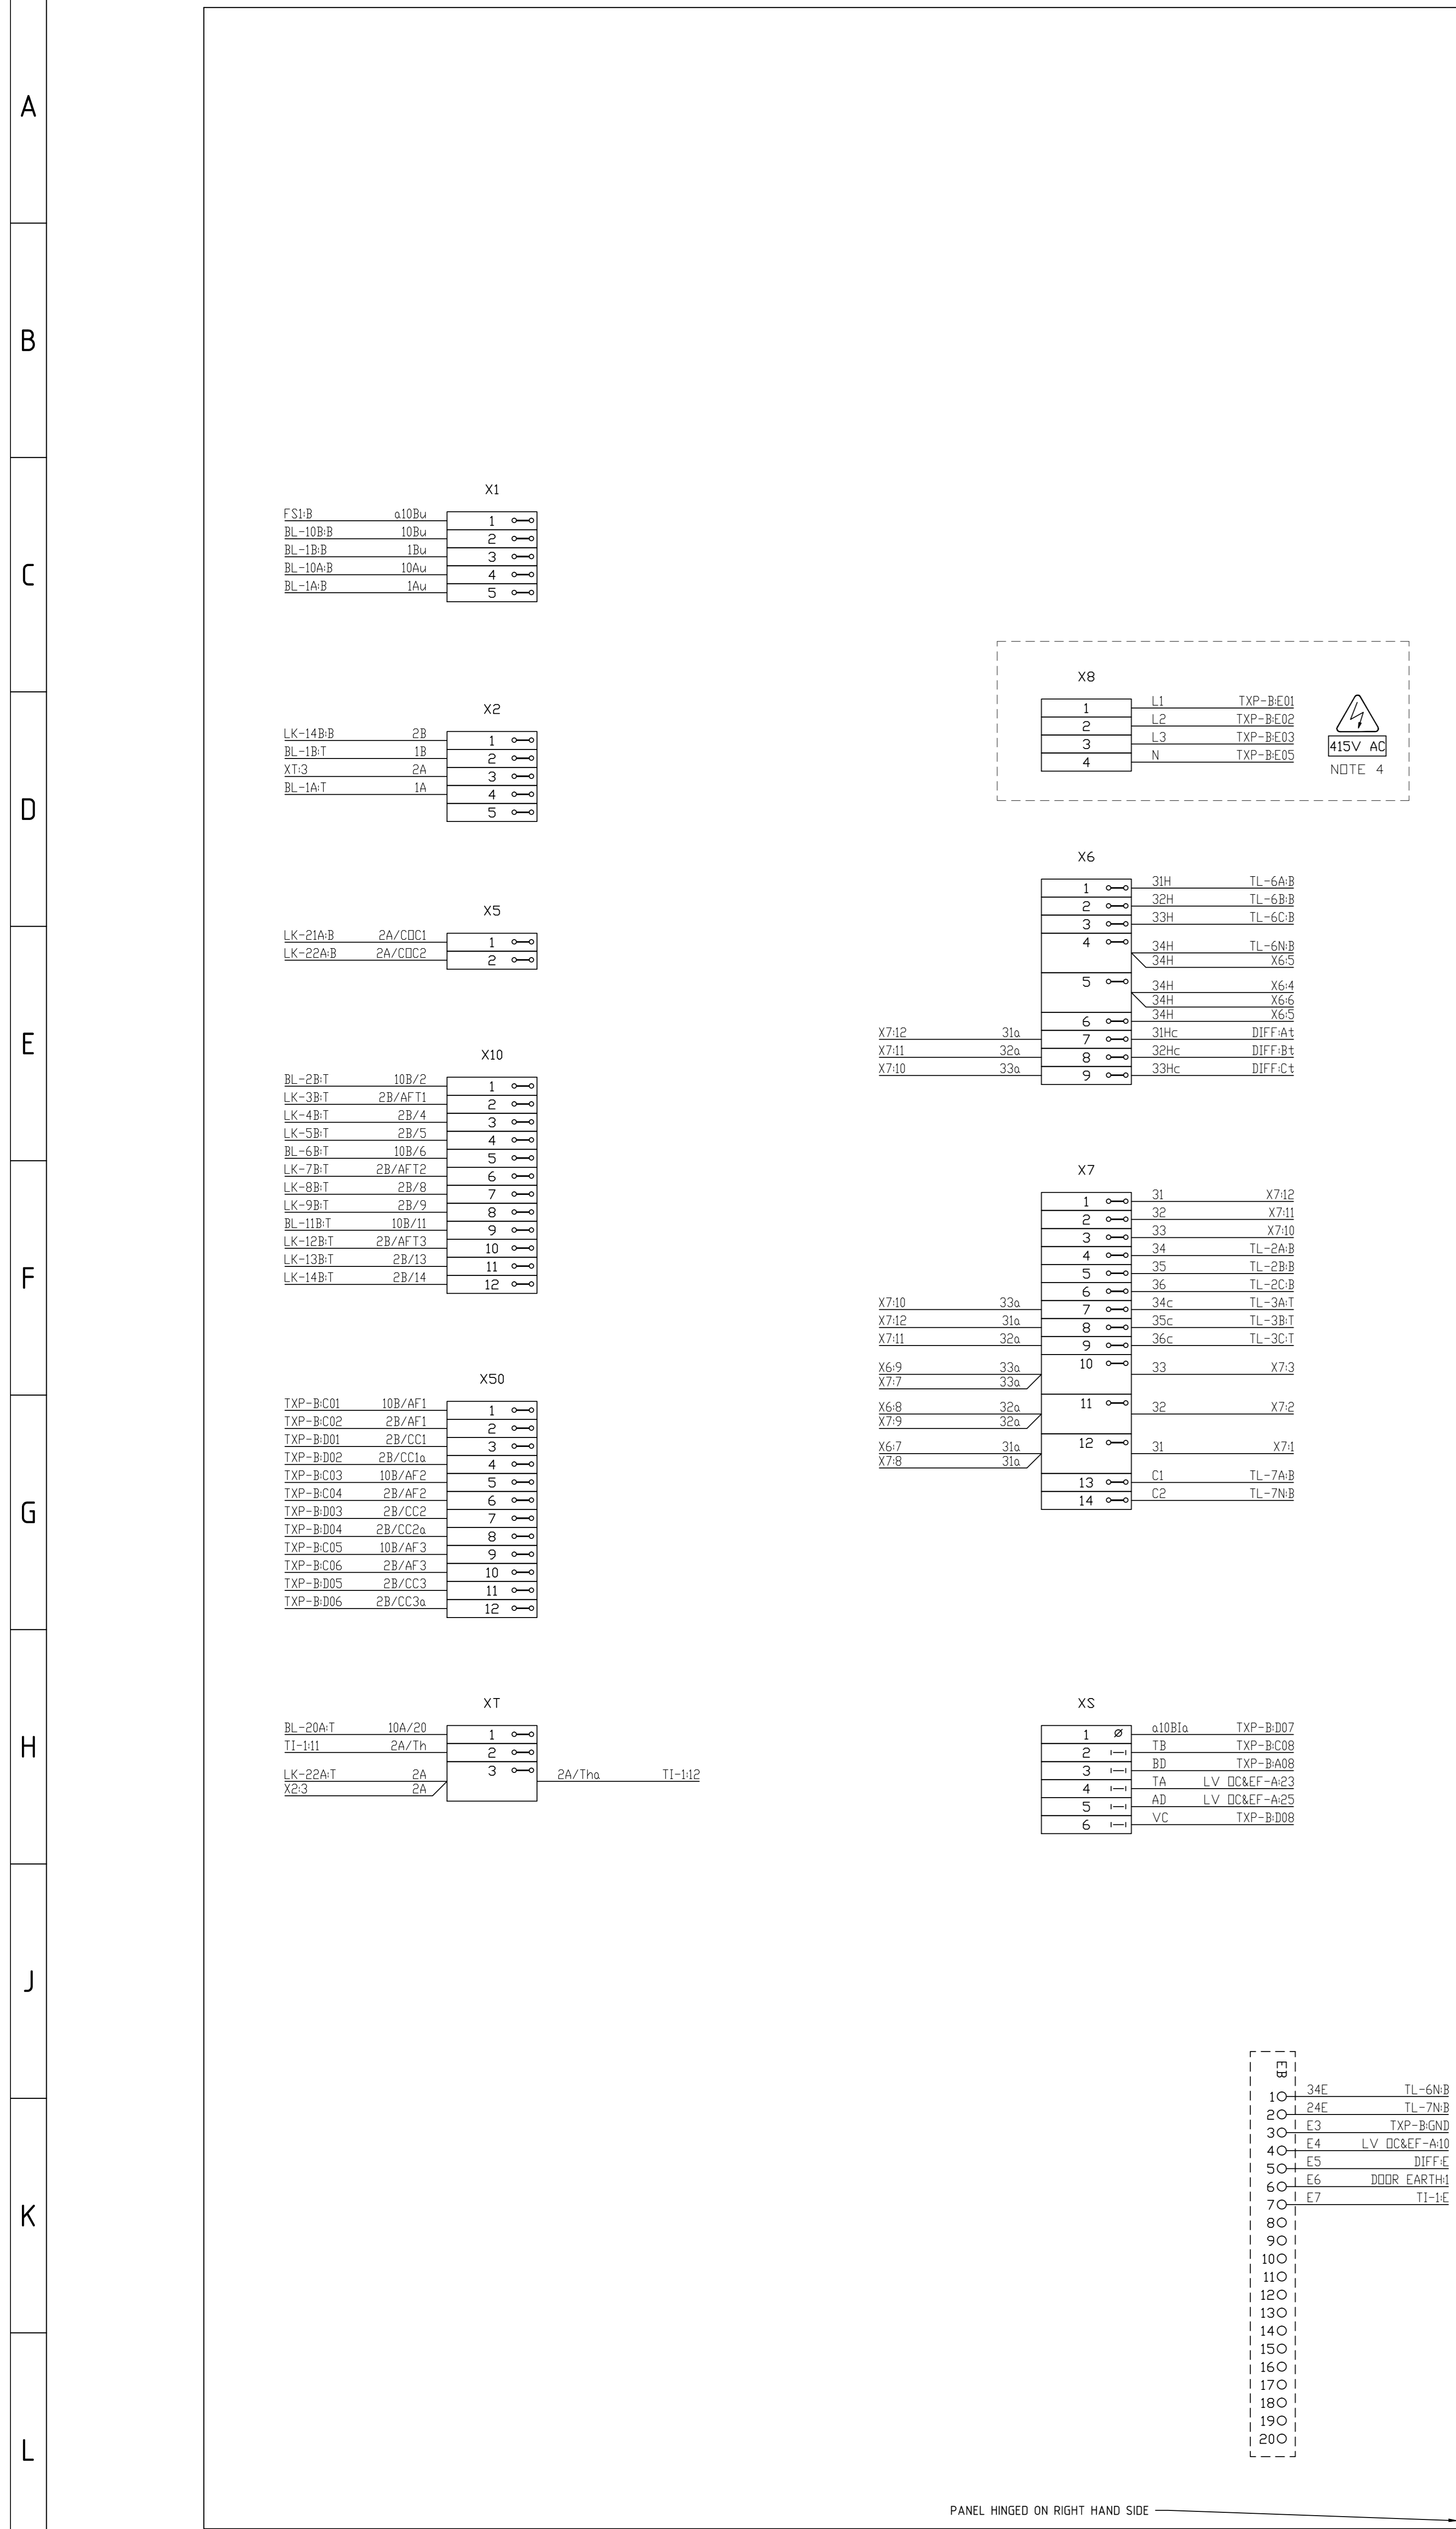 A
B
C
D
E
F
G
H
J
K
L
X1
FS1:B a10Bu 1
BL-10B:B 10Bu 2
BL-1B:B 1Bu 3
BL-10A:B 10Au 4
BL-1A:B 1Au 5
X2
LK-14B:B 2B 1
BL-1B:T 1B 2
XT:3 2A 3
BL-1A:T 1A 4
5
X5
LK-21A:B 2A/COC1 1
LK-22A:B 2A/COC2 2
X10
BL-2B:T 10B/2 1
LK-3B:T 2B/AFT1 2
LK-4B:T 2B/4 3
LK-5B:T 2B/5 4
BL-6B:T 10B/6 5
LK-7B:T 2B/AFT2 6
LK-8B:T 2B/8 7
LK-9B:T 2B/9 8
BL-11B:T 10B/11 9
LK-12B:T 2B/AFT3 10
LK-13B:T 2B/13 11
LK-14B:T 2B/14 12
X50
TXP-B:C01 10B/AF1 1
TXP-B:C02 2B/AF1 2
TXP-B:D01 2B/CC1 3
TXP-B:D02 2B/CC1a 4
TXP-B:C03 10B/AF2 5
TXP-B:C04 2B/AF2 6
TXP-B:D03 2B/CC2 7
TXP-B:D04 2B/CC2a 8
TXP-B:C05 10B/AF3 9
TXP-B:C06 2B/AF3 10
TXP-B:D05 2B/CC3 11
TXP-B:D06 2B/CC3a 12
XT
BL-20A:T 10A/20 1
TI-1:11 2A/Th 2
LK-22A:T 2A 3 2A/Tha TI-1:12
X2:3 2A
X8
1 L1 TXP-B:E01
2 L2 TXP-B:E02
3 L3 TXP-B:E03
4 N TXP-B:E05
415V AC
NOTE 4
X6
1 31H TL-6A:B
2 32H TL-6B:B
3 33H TL-6C:B
4 34H TL-6N:B
34H X6:5
5 34H X6:4
34H X6:6
6 34H X6:5
X7:12 31a 7 31Hc DIFF:At
X7:11 32a 8 32Hc DIFF:Bt
X7:10 33a 9 33Hc DIFF:Ct
X7
1 31 X7:12
2 32 X7:11
3 33 X7:10
4 34 TL-2A:B
5 35 TL-2B:B
6 36 TL-2C:B
X7:10 33a 7 34c TL-3A:T
X7:12 31a 8 35c TL-3B:T
X7:11 32a 9 36c TL-3C:T
X6:9 33a 10 33 X7:3
X7:7 33a
X6:8 32a 11 32 X7:2
X7:9 32a
X6:7 31a 12 31 X7:1
X7:8 31a
13 C1 TL-7A:B
14 C2 TL-7N:B
XS
1 a10BIa TXP-B:D07
2 TB TXP-B:C08
3 BD TXP-B:A08
4 TA LV OC&EF-A:23
5 AD LV OC&EF-A:25
6 VC TXP-B:D08
EB
1 34E TL-6N:B
2 24E TL-7N:B
3 E3 TXP-B:GND
4 E4 LV OC&EF-A:10
5 E5 DIFF:E
6 E6 DOOR EARTH:1
7 E7 TI-1:E
8
9
10
11
12
13
14
15
16
17
18
19
20
PANEL HINGED ON RIGHT HAND SIDE